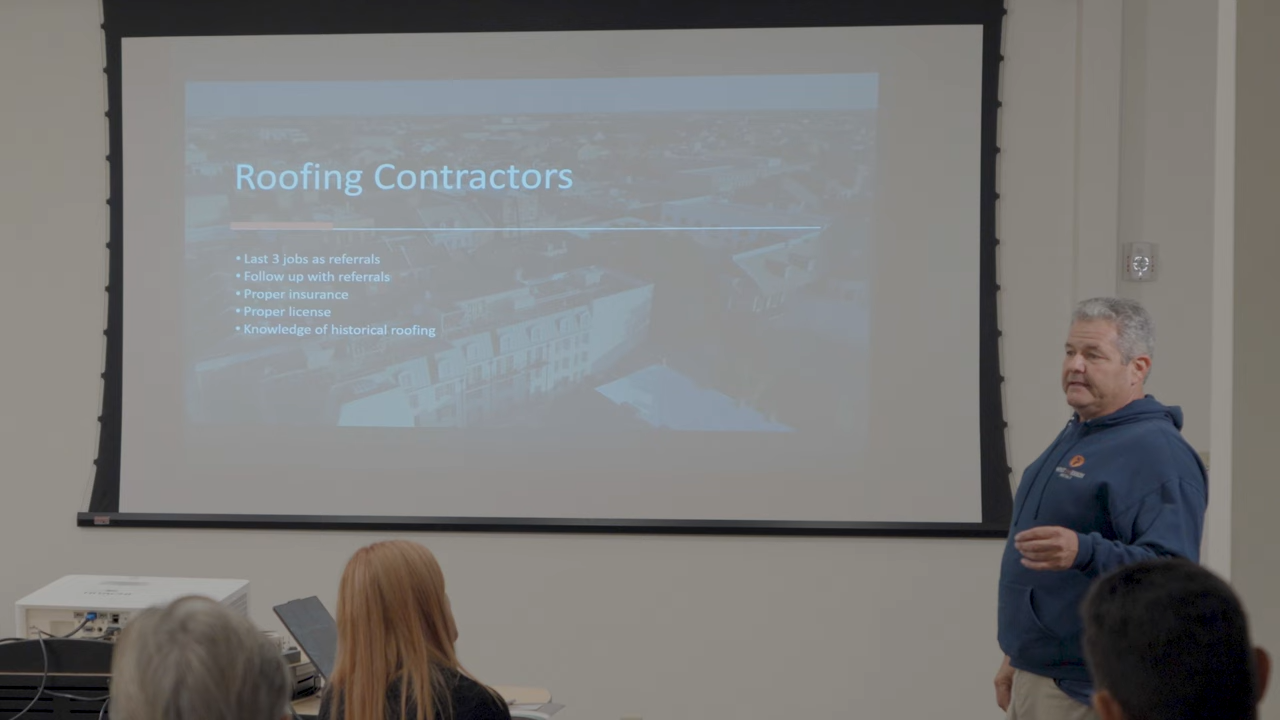 Roofing Contractors
• Last 3 jobs as referrals
• Follow up with referrals
• Proper insurance
• Proper license
• Knowledge of historical roofing